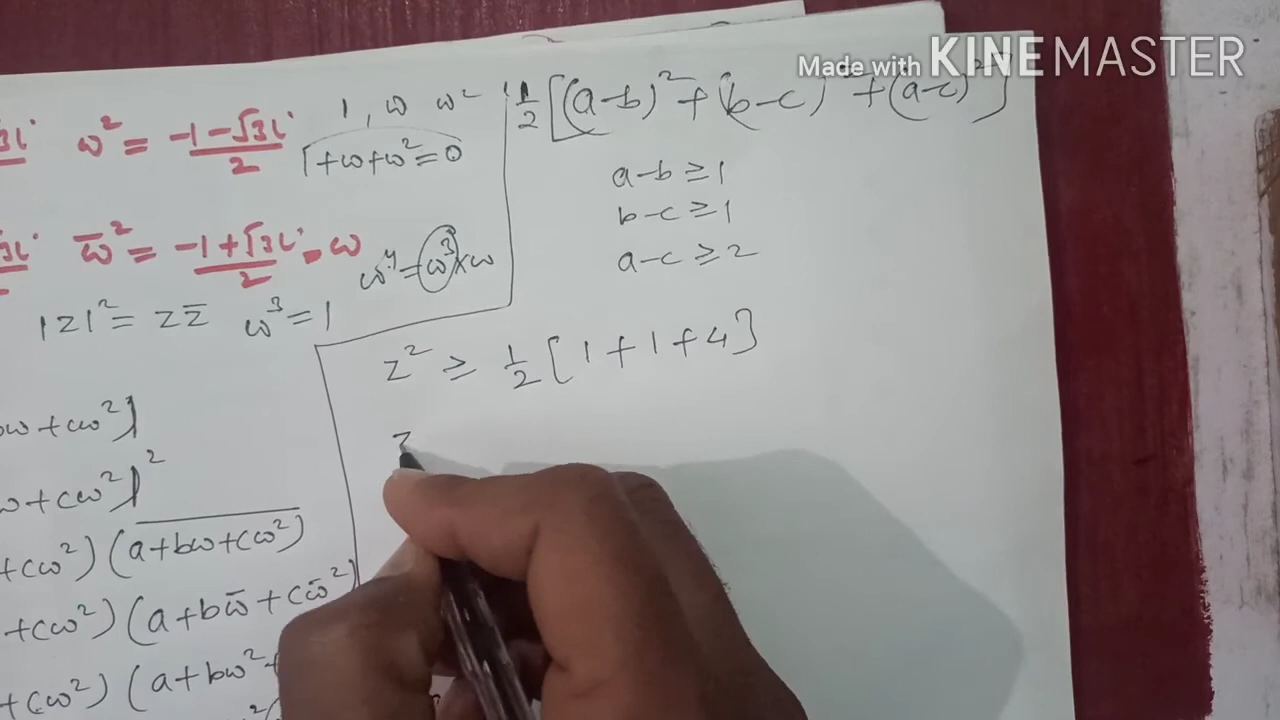 Made with KINEMASTER
3i/ ω² = (-1-√3i)/2
1, ω ω²
1+ω+ω²=0
3i/ ω̄² = (-1+√3i)/2 = ω
ω⁴ = ω³×ω
|z|² = z z̄ ω³ = 1
ω + cω²|
ω + cω²|²
+cω²) (a+bω+cω²)
+cω²) (a+bω̄+cω̄²)
+cω²) (a+bω²+
1/2 [(a-b)² + (b-c)² + (a-c)²]
a-b ≥ 1
b-c ≥ 1
a-c ≥ 2
z² ≥ 1/2 [1+1+4]
z